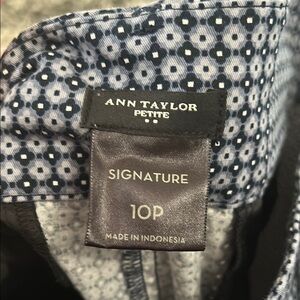 ANN TAYLOR
PETITE
SIGNATURE
10P
MADE IN INDONESIA